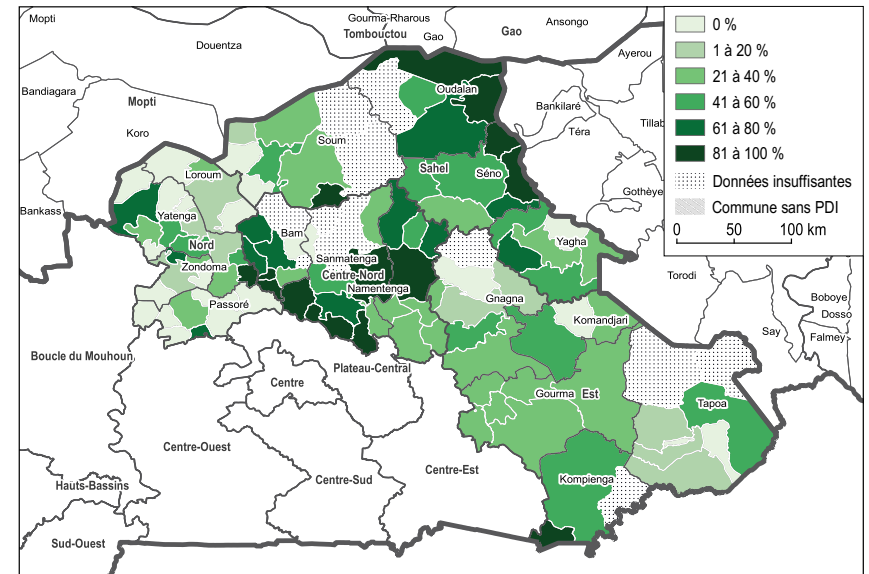 Mopti
Gourma-Rharous
Tombouctou
Gao
Gao
Ansongo
Douentza
Ayerou
0 %
1 à 20 %
21 à 40 %
41 à 60 %
61 à 80 %
81 à 100 %
Données insuffisantes
Commune sans PDI
0 50 100 km
Bandiagara
Mopti
Koro
Oudalan
Bankilaré
Tillab
Téra
Soum
Sahel
Séno
Loroum
Gothèye
Bankass
Yatenga
Bam
Nord
Yagha
Sanmatenga
Zondoma
Centre-Nord
Torodi
Namentenga
Gnagna
Passoré
Boboye
Dosso
Komandjari
Say
Falmey
Boucle du Mouhoun
Plateau-Central
Centre
Gourma
Est
Tapoa
Centre-Ouest
Centre-Sud
Centre-Est
Kompienga
Hauts-Bassins
Sud-Ouest